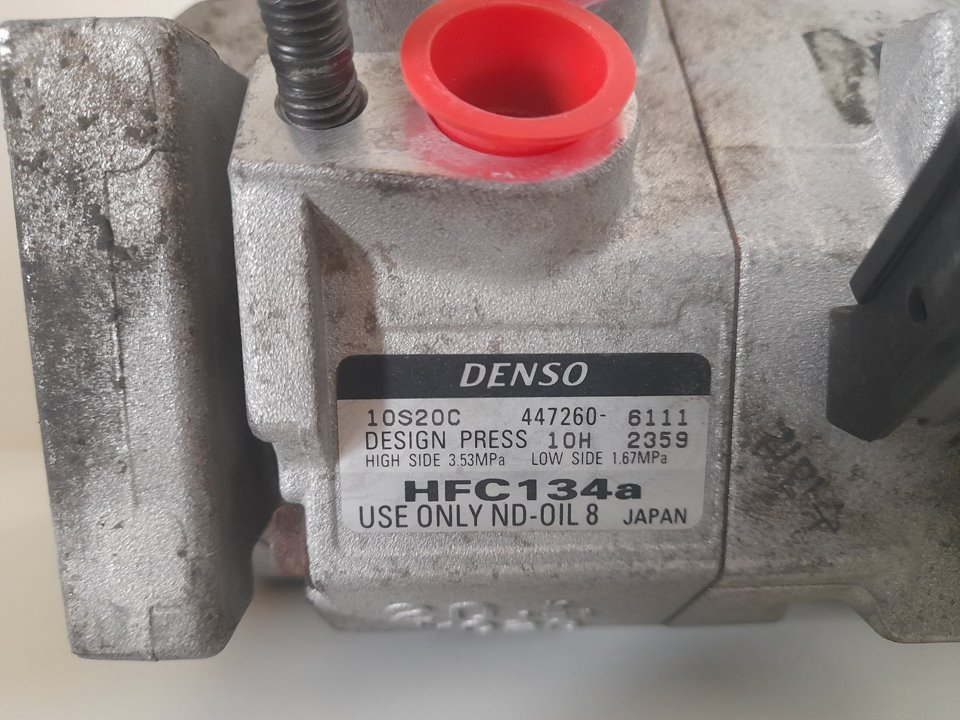 DENSO
10S20C 447260- 6111
DESIGN PRESS 10H 2359
HIGH SIDE 3.53MPa LOW SIDE 1.67MPa
HFC134a
USE ONLY ND-OIL 8 JAPAN